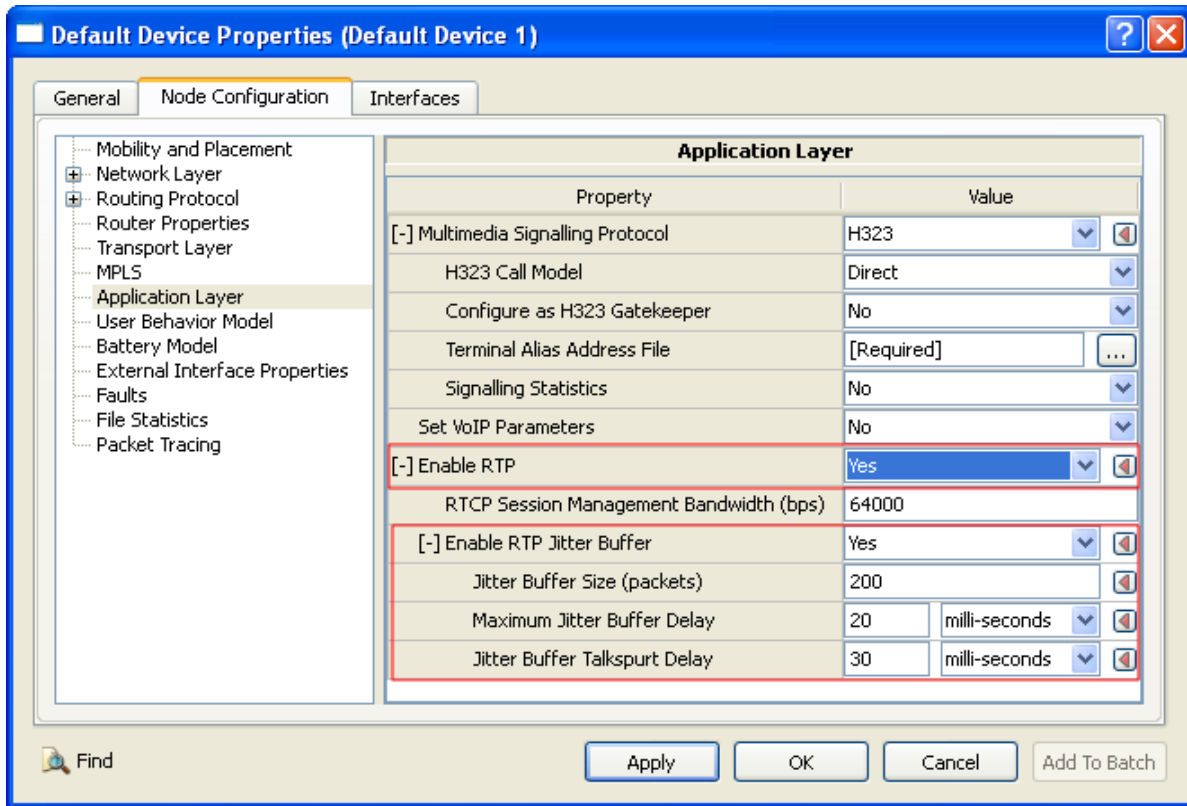 Default Device Properties (Default Device 1)
General Node Configuration Interfaces
Mobility and Placement
Network Layer
Routing Protocol
Router Properties
Transport Layer
MPLS
Application Layer
User Behavior Model
Battery Model
External Interface Properties
Faults
File Statistics
Packet Tracing
Application Layer
Property Value
[-] Multimedia Signalling Protocol H323
H323 Call Model Direct
Configure as H323 Gatekeeper No
Terminal Alias Address File [Required] ...
Signalling Statistics No
Set VoIP Parameters No
[-] Enable RTP Yes
RTCP Session Management Bandwidth (bps) 64000
[-] Enable RTP Jitter Buffer Yes
Jitter Buffer Size (packets) 200
Maximum Jitter Buffer Delay 20 milli-seconds
Jitter Buffer Talkspurt Delay 30 milli-seconds
Find Apply OK Cancel Add To Batch